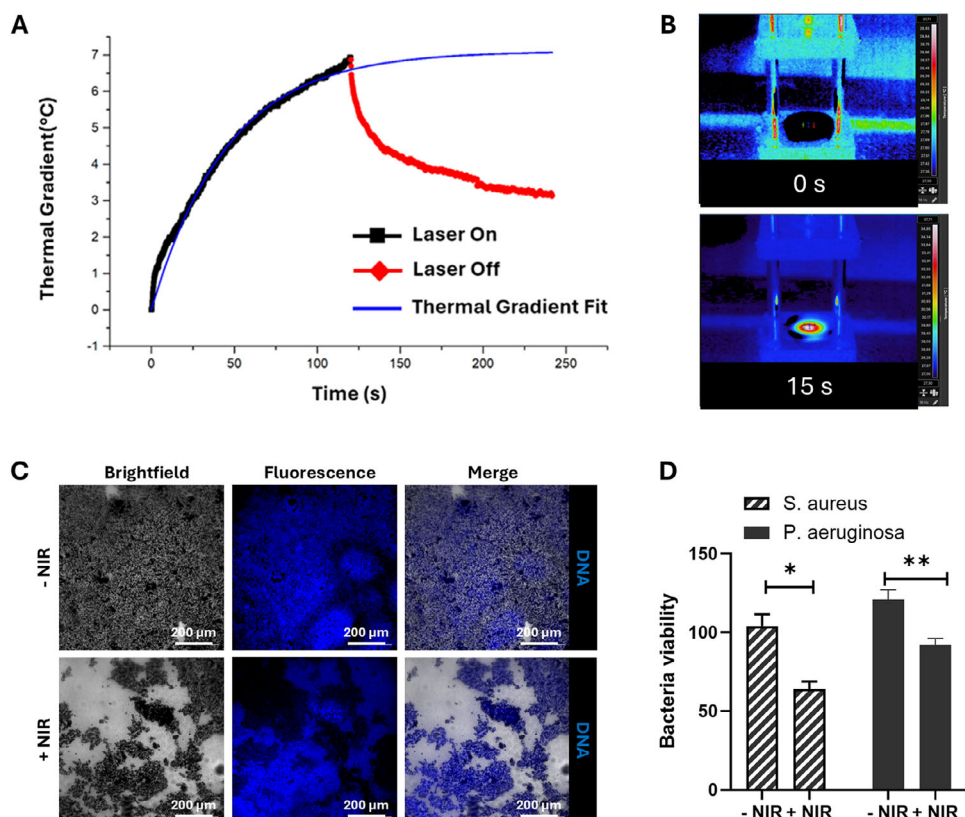 A
Thermal Gradient(°C)
7
6
5
4
3
2
1
0
-1
Laser On
Laser Off
Thermal Gradient Fit
0
50
100
150
200
250
Time (s)
B
0 s
15 s
C
Brightfield
Fluorescence
Merge
- NIR
200 µm
200 µm
200 µm
DNA
+ NIR
200 µm
200 µm
200 µm
DNA
D
S. aureus
P. aeruginosa
Bacteria viability
150
100
50
0
*
**
- NIR + NIR
- NIR + NIR